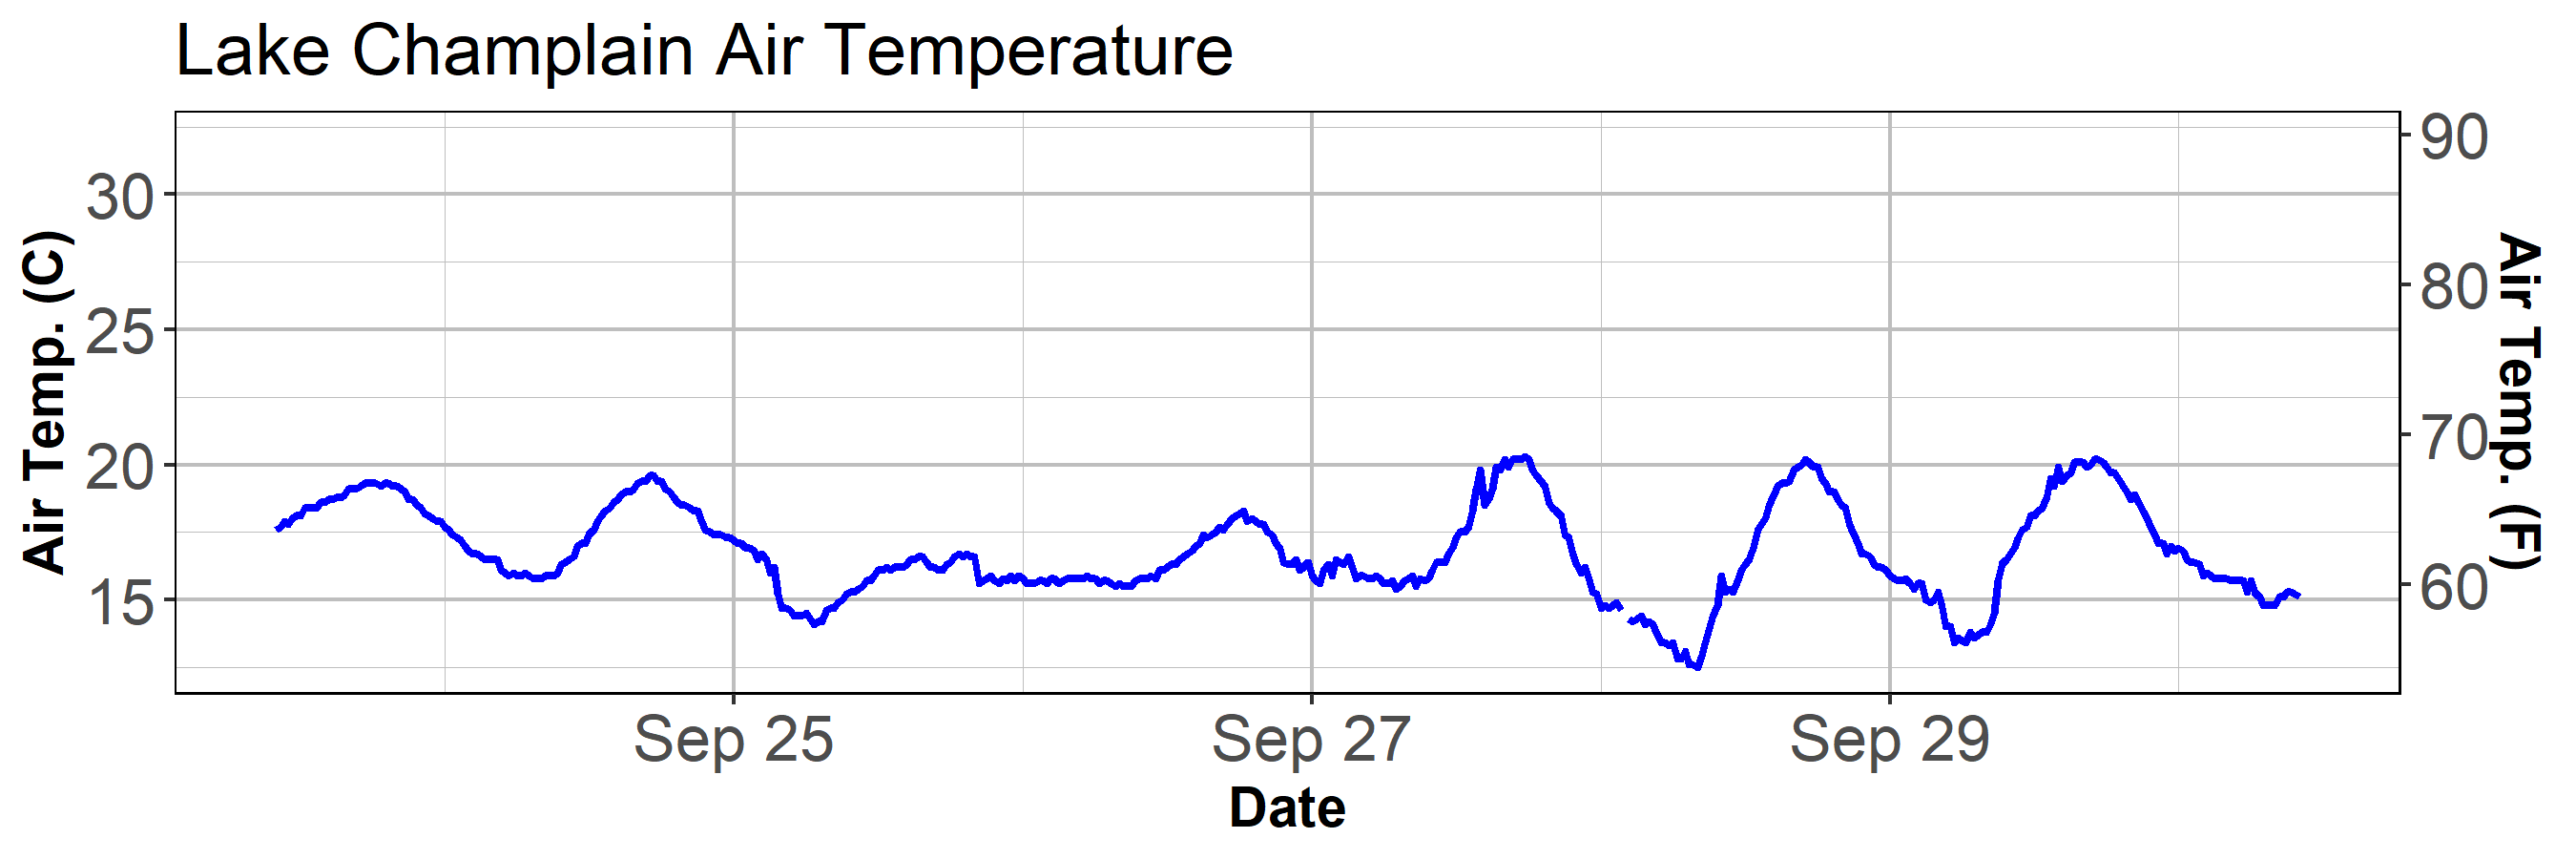 Lake Champlain Air Temperature
Air Temp. (C)
30
25
20
15
90
80
70
60
Air Temp. (F)
Sep 25 Sep 27 Sep 29
Date